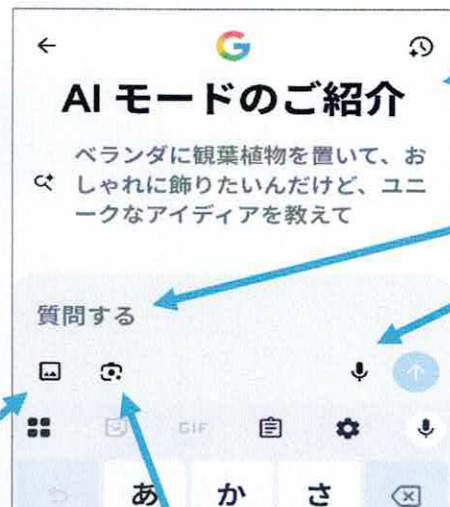 AI モードのご紹介
ベランダに観葉植物を置いて、お
しゃれに飾りたいんだけど、ユニ
ークなアイディアを教えて
質問する
GIF
あ か さ